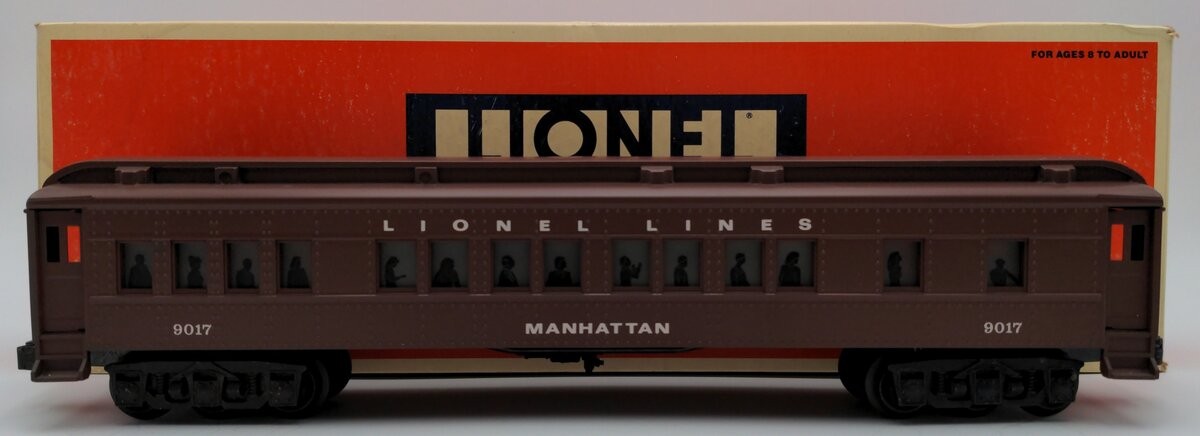 FOR AGES 8 TO ADULT
LIONEL®
LIONEL LINES
9017 MANHATTAN 9017